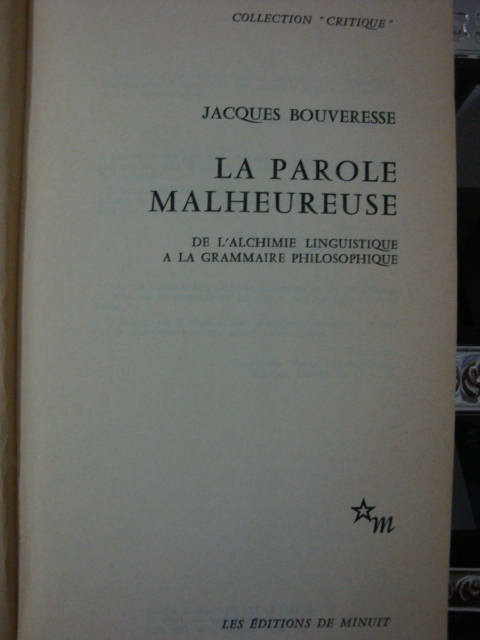 COLLECTION "CRITIQUE"
JACQUES BOUVERESSE
LA PAROLE
MALHEUREUSE
DE L'ALCHIMIE LINGUISTIQUE
A LA GRAMMAIRE PHILOSOPHIQUE
m
LES ÉDITIONS DE MINUIT